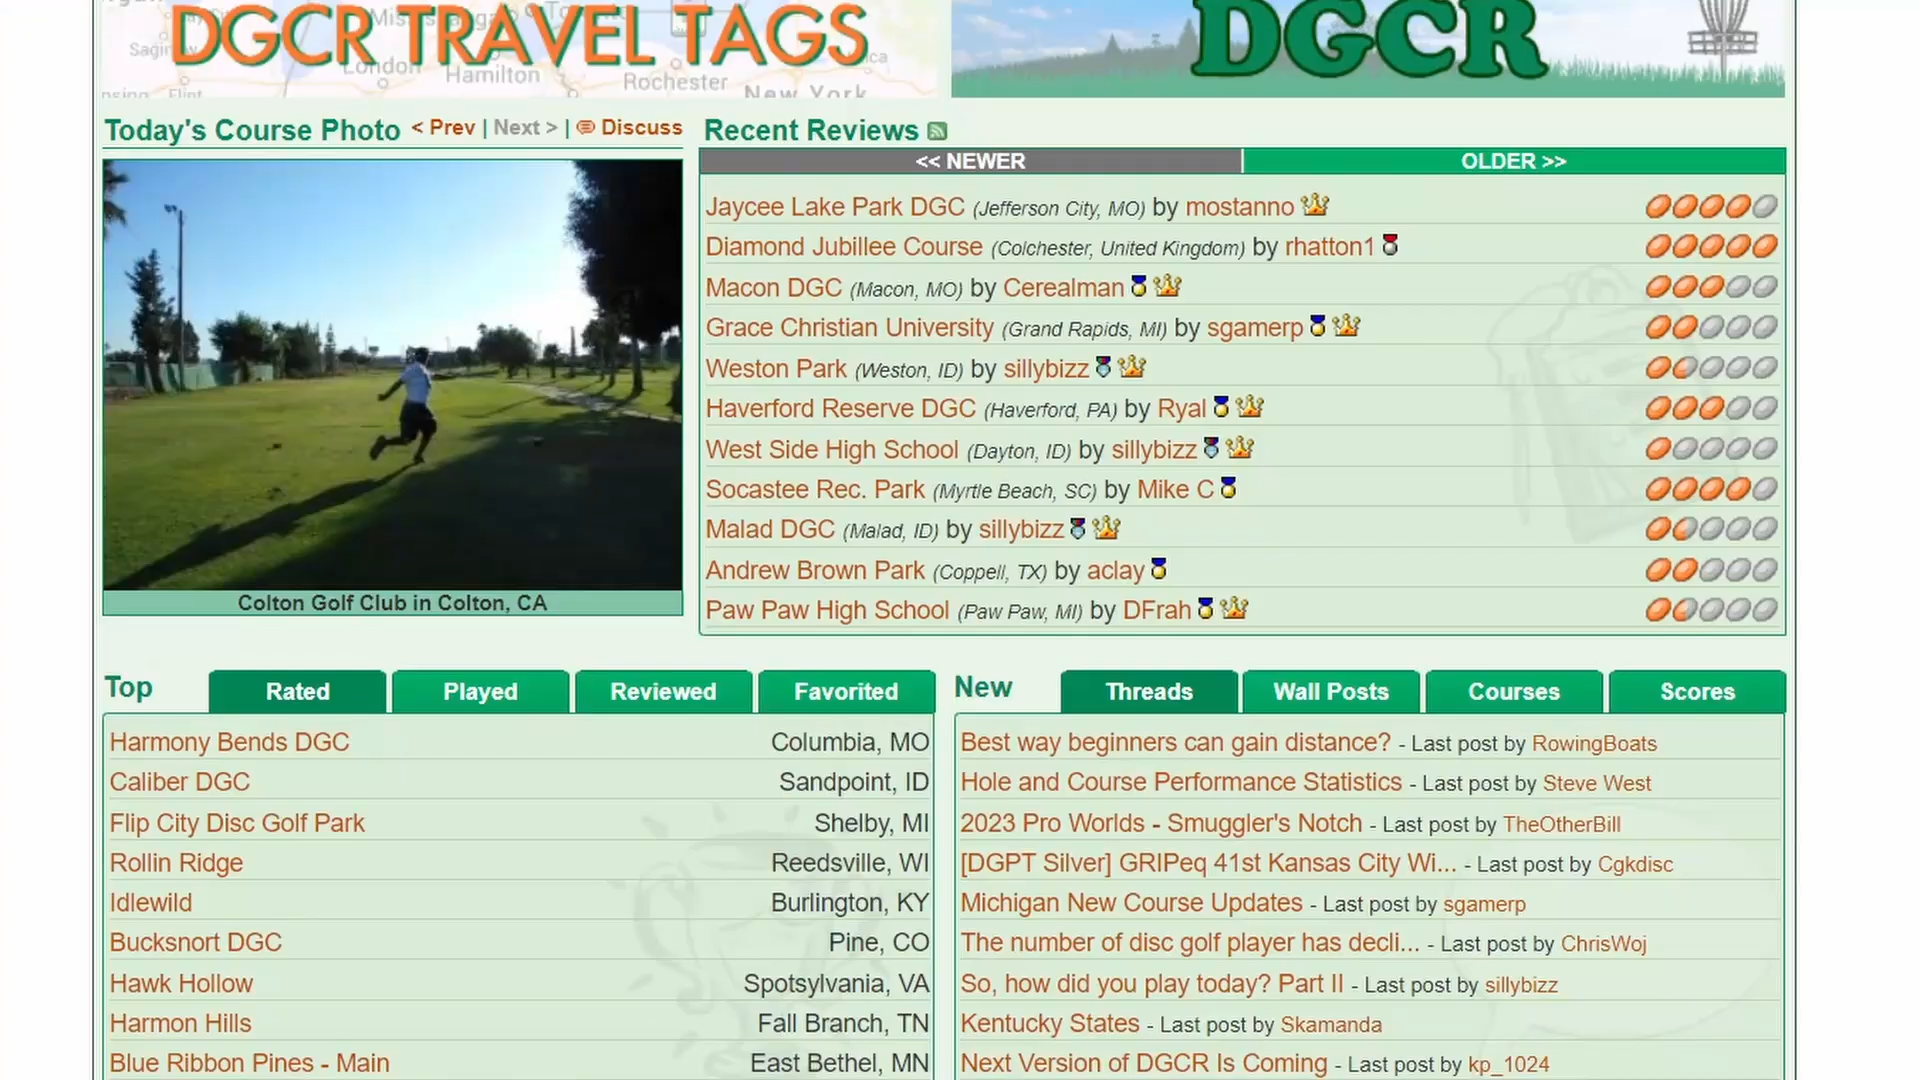 DGCR TRAVEL TAGS
London
Hamilton
Rochester
New York
DGCR
Today's Course Photo < Prev | Next > | Discuss
Colton Golf Club in Colton, CA
Recent Reviews
<< NEWER OLDER >>
Jaycee Lake Park DGC (Jefferson City, MO) by mostanno
Diamond Jubillee Course (Colchester, United Kingdom) by rhatton1
Macon DGC (Macon, MO) by Cerealman
Grace Christian University (Grand Rapids, MI) by sgamerp
Weston Park (Weston, ID) by sillybizz
Haverford Reserve DGC (Haverford, PA) by Ryal
West Side High School (Dayton, ID) by sillybizz
Socastee Rec. Park (Myrtle Beach, SC) by Mike C
Malad DGC (Malad, ID) by sillybizz
Andrew Brown Park (Coppell, TX) by aclay
Paw Paw High School (Paw Paw, MI) by DFrah
Top Rated Played Reviewed Favorited
Harmony Bends DGC Columbia, MO
Caliber DGC Sandpoint, ID
Flip City Disc Golf Park Shelby, MI
Rollin Ridge Reedsville, WI
Idlewild Burlington, KY
Bucksnort DGC Pine, CO
Hawk Hollow Spotsylvania, VA
Harmon Hills Fall Branch, TN
Blue Ribbon Pines - Main East Bethel, MN
New Threads Wall Posts Courses Scores
Best way beginners can gain distance? - Last post by RowingBoats
Hole and Course Performance Statistics - Last post by Steve West
2023 Pro Worlds - Smuggler's Notch - Last post by TheOtherBill
[DGPT Silver] GRIPeq 41st Kansas City Wi... - Last post by Cgkdisc
Michigan New Course Updates - Last post by sgamerp
The number of disc golf player has decli... - Last post by ChrisWoj
So, how did you play today? Part II - Last post by sillybizz
Kentucky States - Last post by Skamanda
Next Version of DGCR Is Coming - Last post by kp_1024